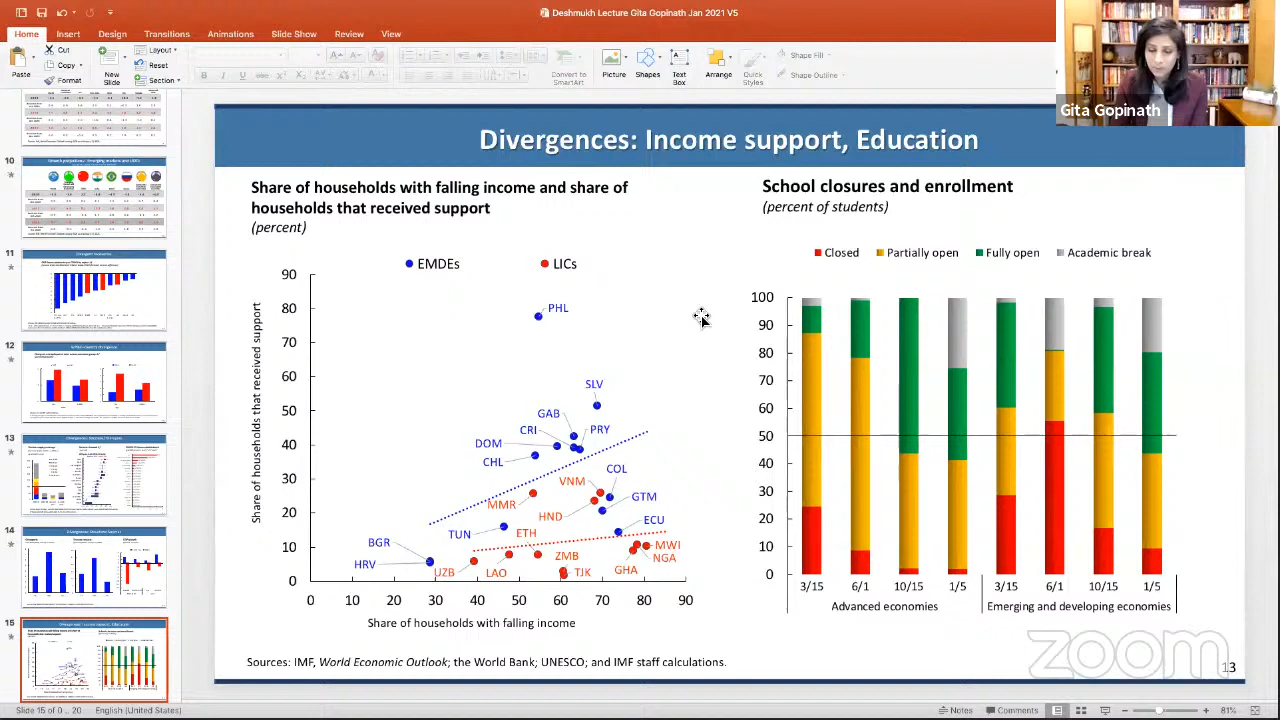 Deshmukh Lecture Gita Gopinath Jan 2021 V5
Home Insert Design Transitions Animations Slide Show Review View
Cut
Copy
Format
Paste
New
Slide
Layout
Reset
Section
Convert to
SmartArt
Picture
Shapes
Text
Box
Arrange
Quick
Styles
Shape Fill
Shape Outline
Gita Gopinath
10
11
12
13
14
15
Divergences: Income support, Education
Share of households with falling income and share of
households that received support
(percent)
EMDEs LICs
Share of households that received support
90
80
70
60
50
40
30
20
10
0
0 10 20 30 40 50 60 70 80 90
PHL
SLV
GAB
CRI
PRY
DOM
CHL
COL
VNM
GTM
MMR
IND
ECU
TUN
BGR
ZMB
MWI
NGA
HRV
UZB
LAO
TJK
GHA
Share of households with falling income
School closures and enrollment
(percent of students)
Closed Partially open Fully open Academic break
100
90
80
70
60
50
40
30
20
10
0
3/15 6/1 10/15 1/5 3/15 6/1 10/15 1/5
Advanced economies Emerging and developing economies
Sources: IMF, World Economic Outlook; the World Bank, UNESCO; and IMF staff calculations.
zoom
13
Slide 15 of 20 English (United States)
Notes Comments 81%